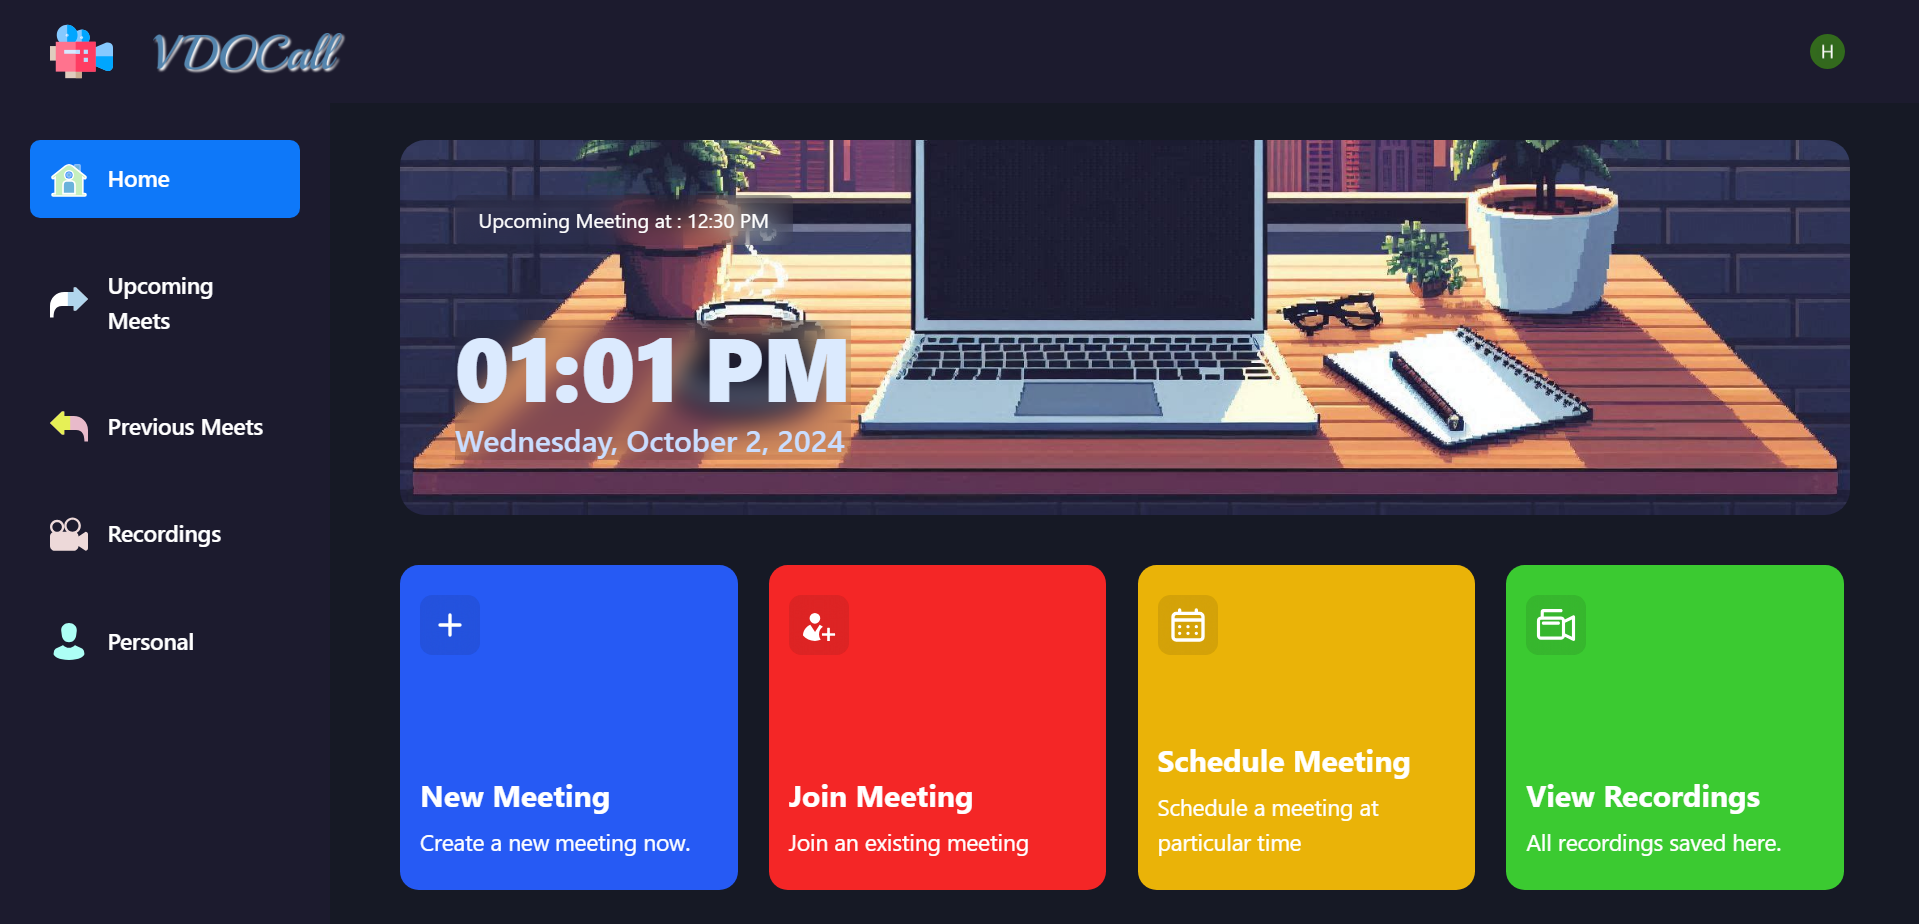 VDOCall
H
Home
Upcoming
Meets
Previous Meets
Recordings
Personal
Upcoming Meeting at : 12:30 PM
01:01 PM
Wednesday, October 2, 2024
New Meeting
Create a new meeting now.
Join Meeting
Join an existing meeting
Schedule Meeting
Schedule a meeting at
particular time
View Recordings
All recordings saved here.